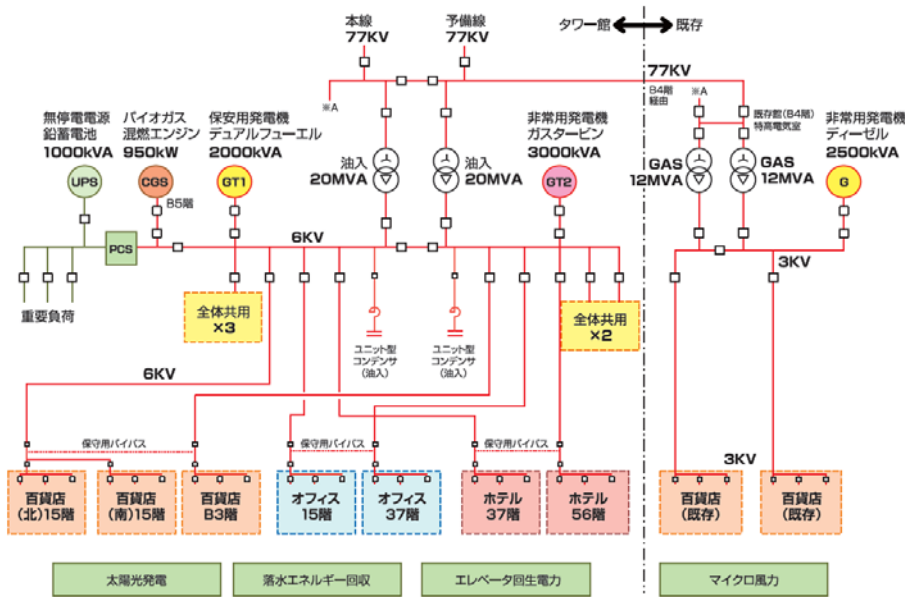 本線
77KV
予備線
77KV
タワー館
既存
77KV
B4階
経由
※A
※A
既存館(B4階)
特高電気室
無停電電源
鉛蓄電池
1000kVA
バイオガス
混燃エンジン
950kW
保安用発電機
デュアルフューエル
2000kVA
油入
20MVA
油入
20MVA
非常用発電機
ガスタービン
3000kVA
GAS
12MVA
GAS
12MVA
非常用発電機
ディーゼル
2500kVA
UPS
CGS
GT1
GT2
G
B5階
PCS
6KV
3KV
重要負荷
全体共用
×3
ユニット型
コンデンサ
(油入)
ユニット型
コンデンサ
(油入)
全体共用
×2
6KV
保守用バイパス
保守用バイパス
保守用バイパス
3KV
百貨店
(北)15階
百貨店
(南)15階
百貨店
B3階
オフィス
15階
オフィス
37階
ホテル
37階
ホテル
56階
百貨店
(既存)
百貨店
(既存)
太陽光発電
落水エネルギー回収
エレベータ回生電力
マイクロ風力